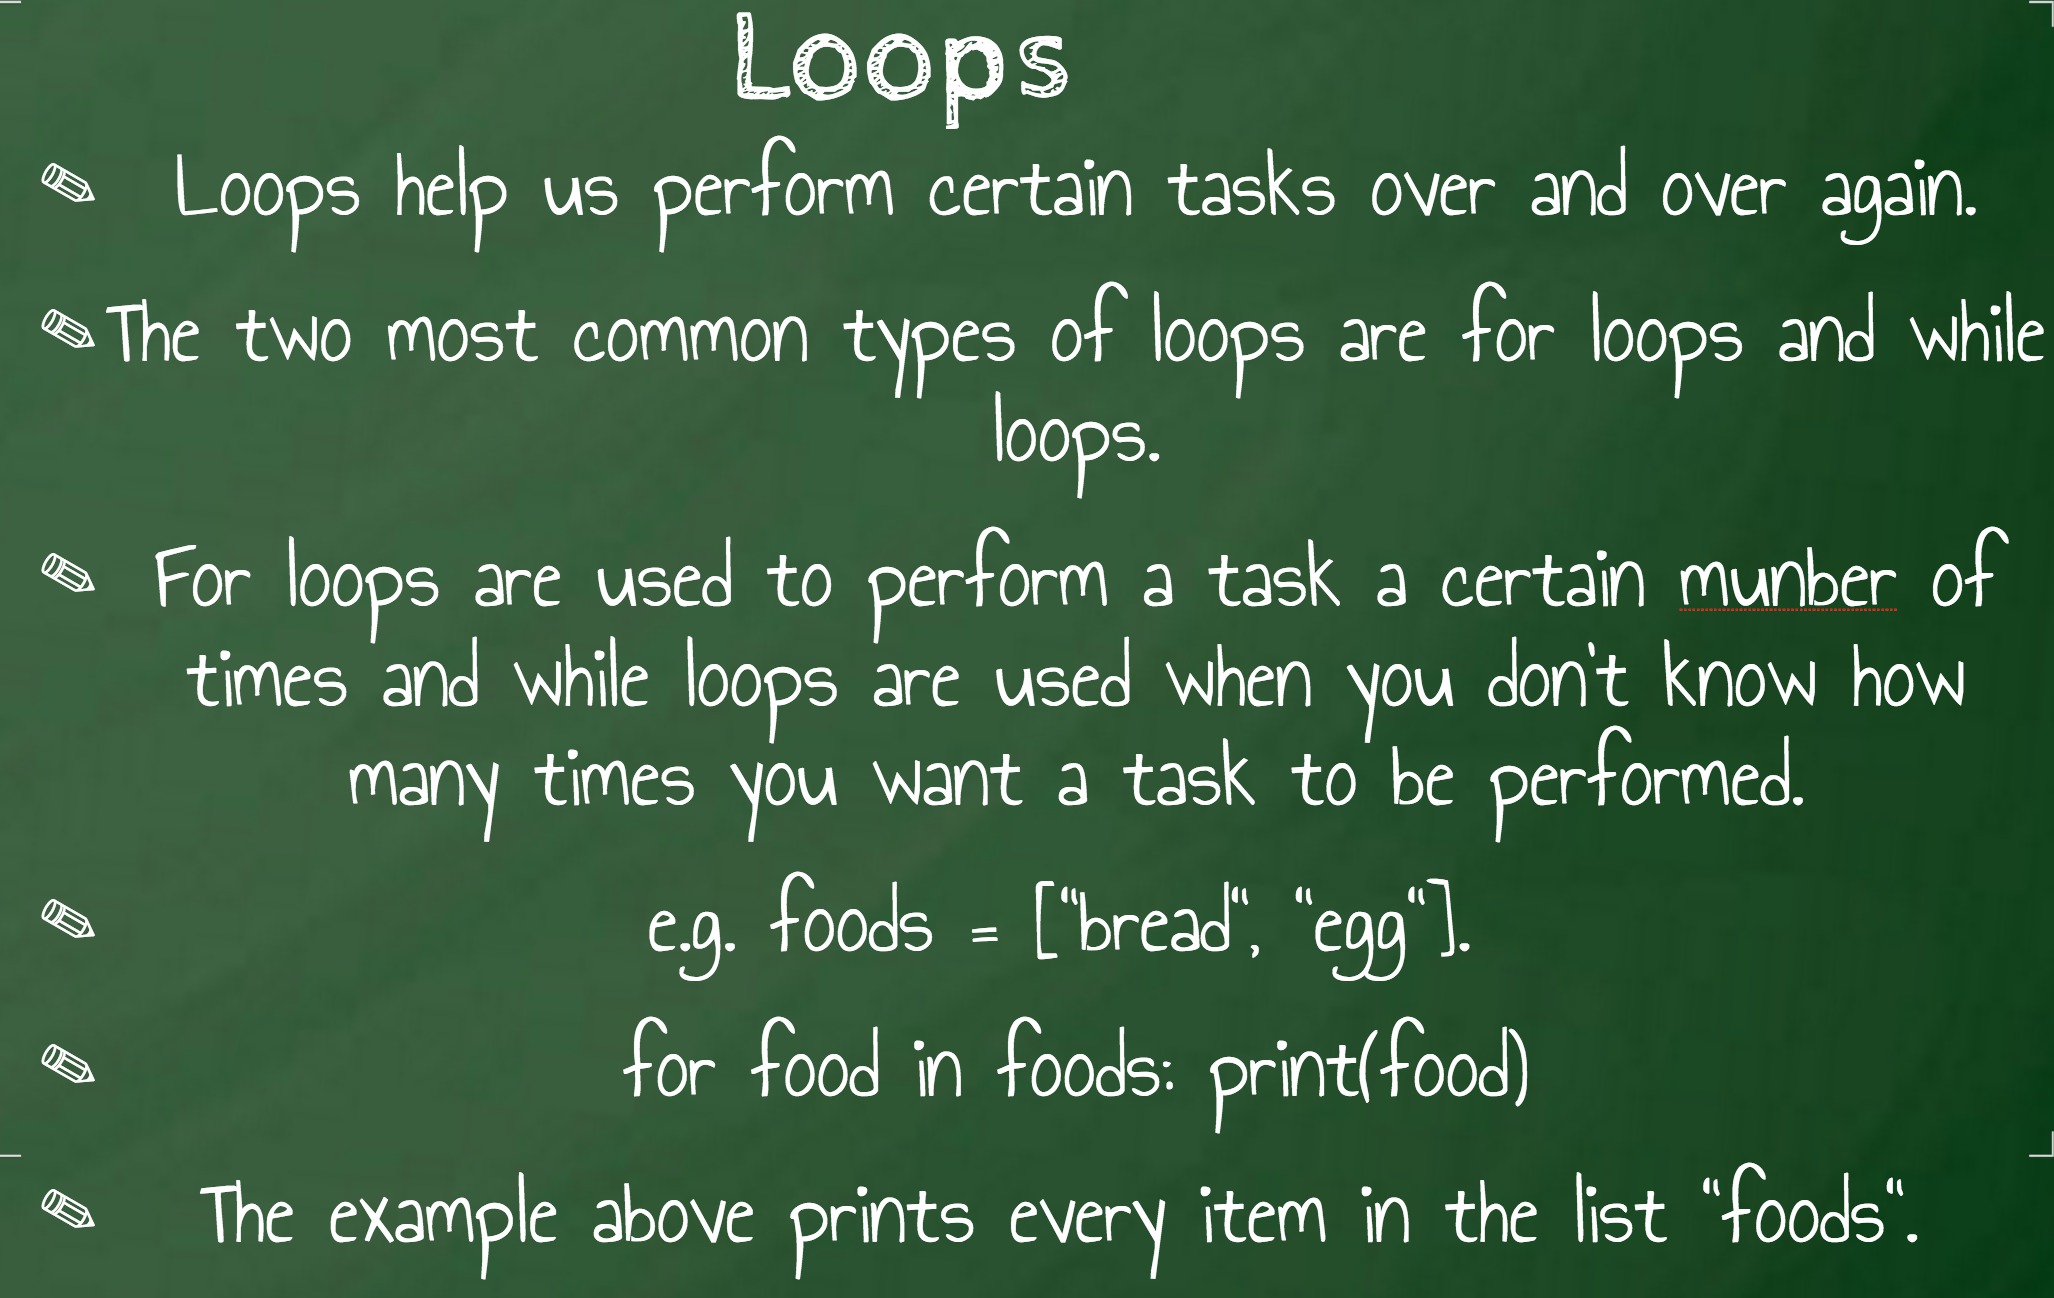 Loops
Loops help us perform certain tasks over and over again.
The two most common types of loops are for loops and while
loops.
For loops are used to perform a task a certain munber of
times and while loops are used when you don't know how
many times you want a task to be performed.
e.g. foods = [“bread“, “egg“].
for food in foods: print(food)
The example above prints every item in the list “foods“.